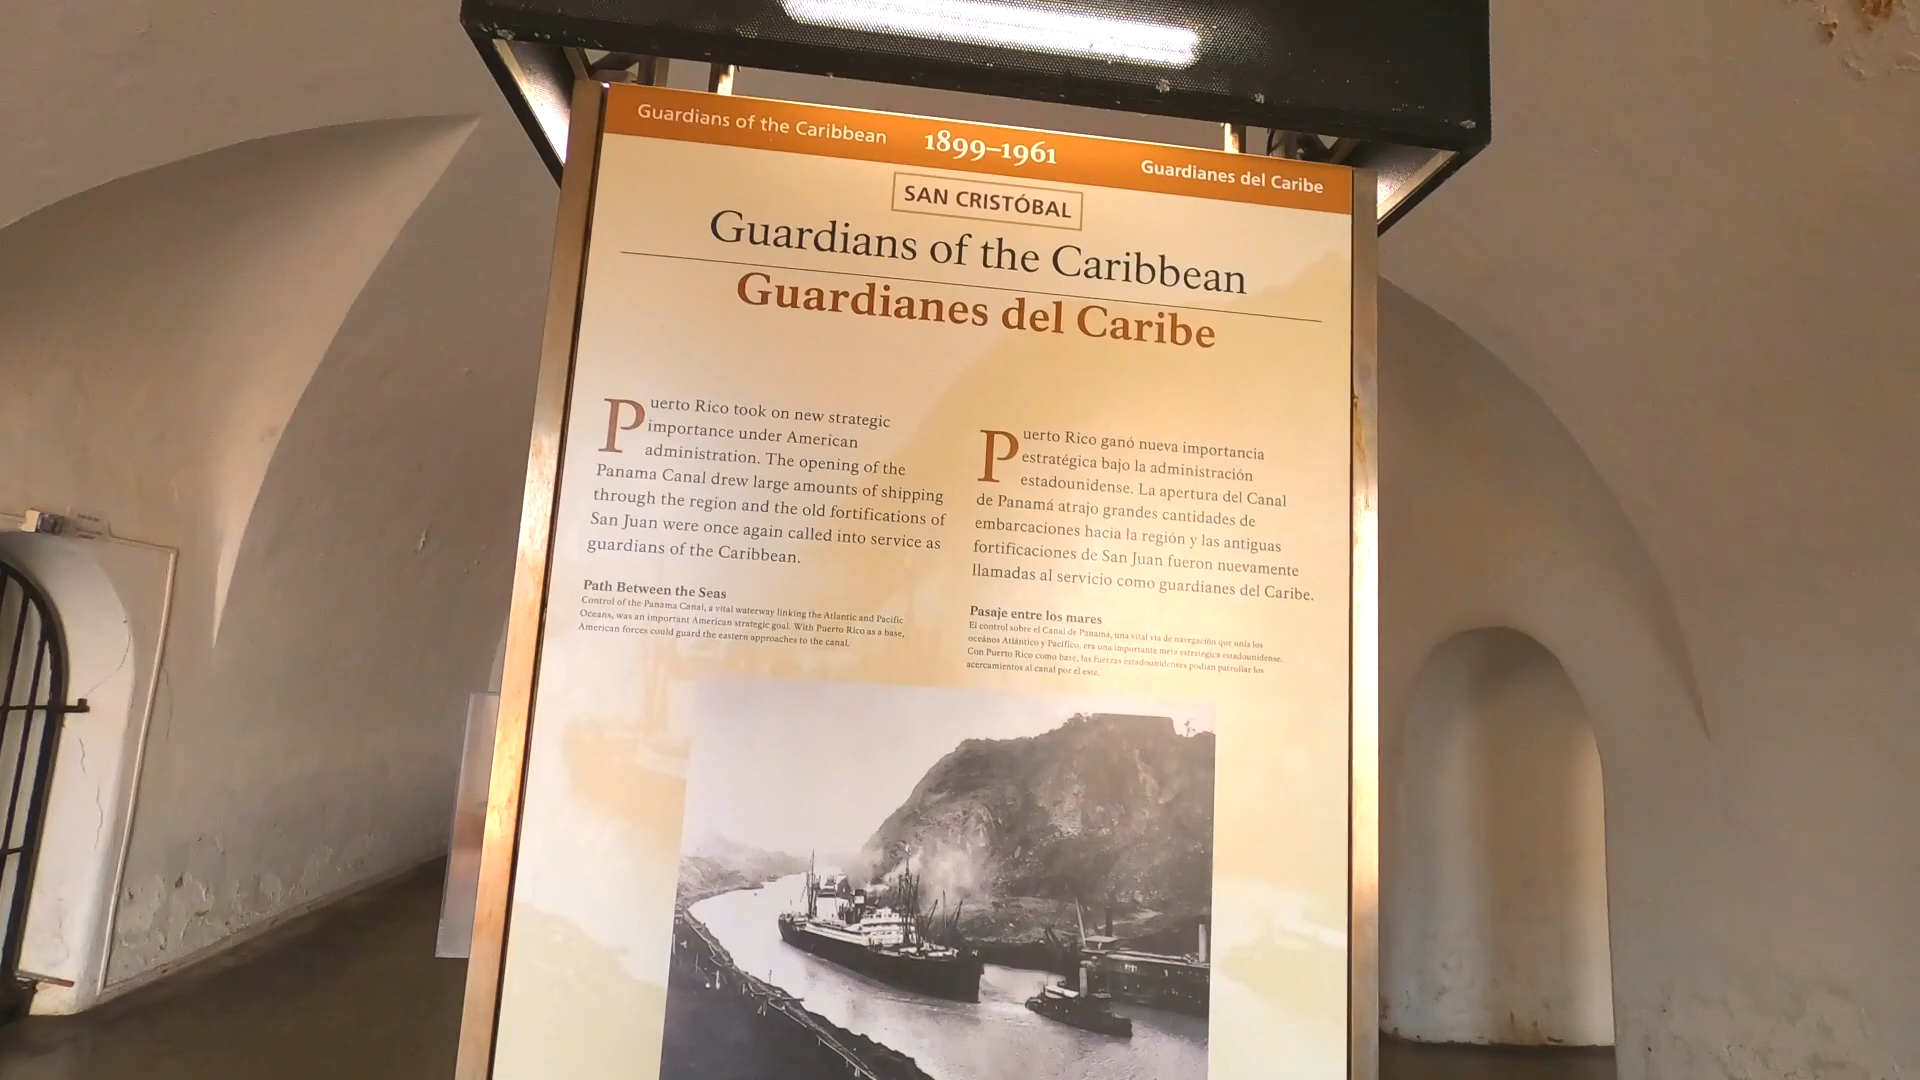 Guardians of the Caribbean 1899–1961 Guardianes del Caribe
SAN CRISTÓBAL
Guardians of the Caribbean
Guardianes del Caribe
Puerto Rico took on new strategic
importance under American
administration. The opening of the
Panama Canal drew large amounts of shipping
through the region and the old fortifications of
San Juan were once again called into service as
guardians of the Caribbean.
Path Between the Seas
Control of the Panama Canal, a vital waterway linking the Atlantic and Pacific
Oceans, was an important American strategic goal. With Puerto Rico as a base,
American forces could guard the eastern approaches to the canal.
Puerto Rico ganó nueva importancia
estratégica bajo la administración
estadounidense. La apertura del Canal
de Panamá atrajo grandes cantidades de
embarcaciones hacia la región y las antiguas
fortificaciones de San Juan fueron nuevamente
llamadas al servicio como guardianes del Caribe.
Pasaje entre los mares
El control sobre el Canal de Panamá, una vital vía de navegación que unía los
océanos Atlántico y Pacífico, era una importante meta estratégica estadounidense.
Con Puerto Rico como base, las fuerzas estadounidenses podían patrullar los
acercamientos al canal por el este.